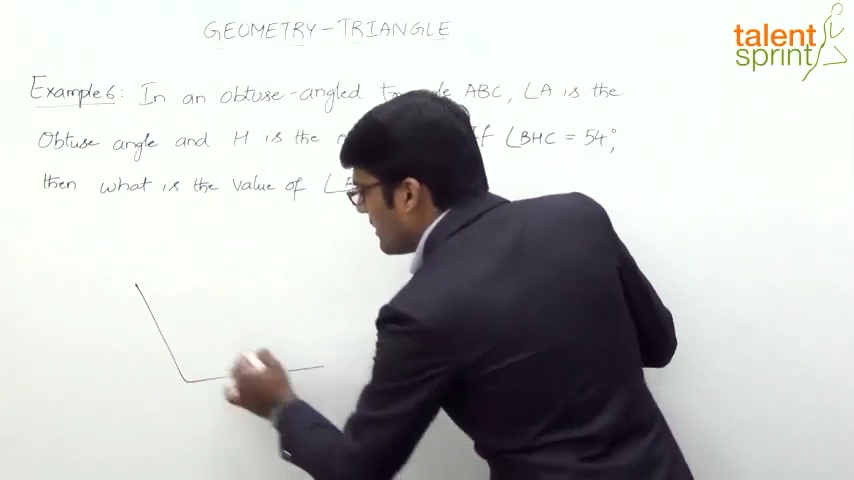 GEOMETRY-TRIANGLE
talent
sprint
Example 6: In an obtuse-angled ABC, ∠A is the
Obtuse angle and H is the If ∠BHC = 54°;
then what is the value of